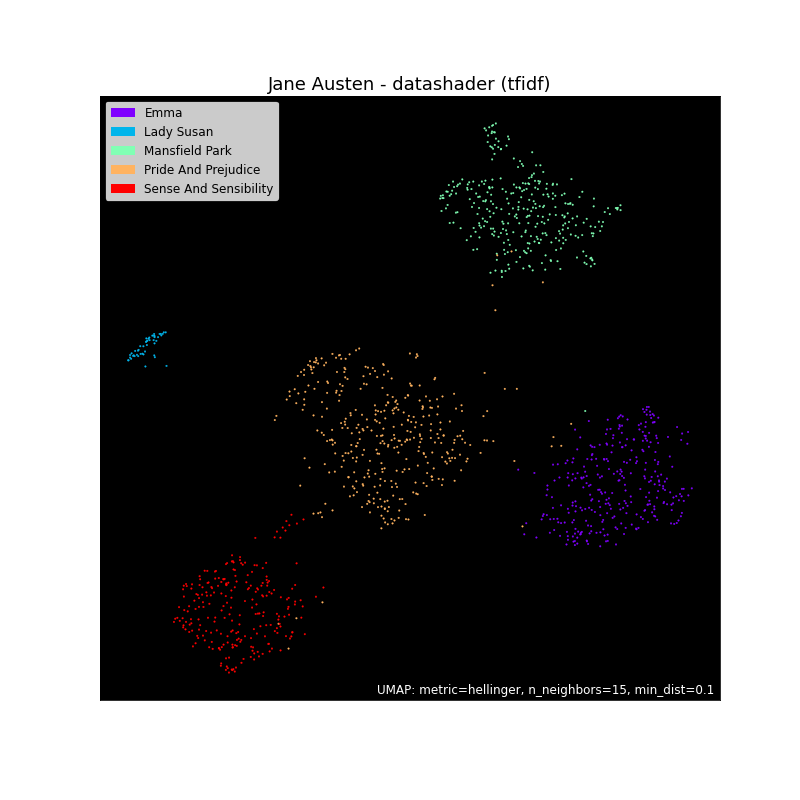 Jane Austen - datashader (tfidf)
Emma
Lady Susan
Mansfield Park
Pride And Prejudice
Sense And Sensibility
UMAP: metric=hellinger, n_neighbors=15, min_dist=0.1